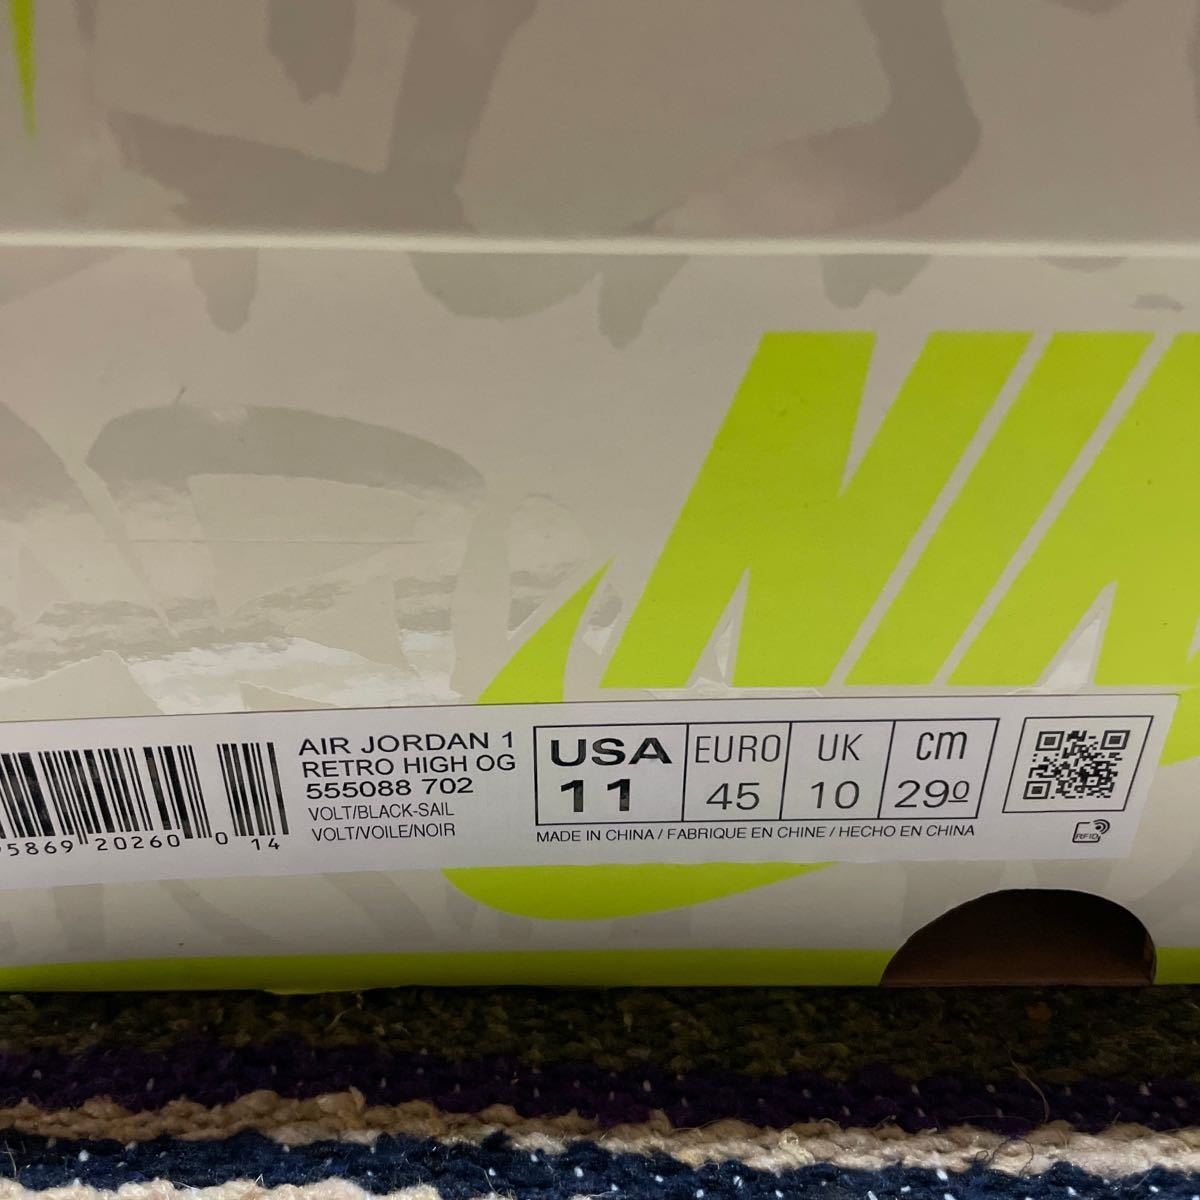 NIK
AIR JORDAN 1
RETRO HIGH OG
555088 702
VOLT/BLACK-SAIL
VOLT/VOILE/NOIR
USA EURO UK cm
11 45 10 29º
MADE IN CHINA / FABRIQUE EN CHINE / HECHO EN CHINA
5869 20260 0 14
RFID